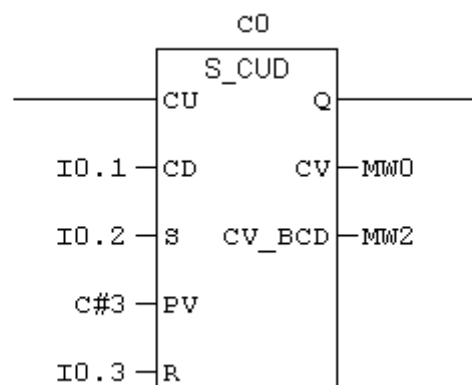 C0
S_CUD
CU Q
I0.1 CD CV MW0
I0.2 S CV_BCD MW2
C#3 PV
I0.3 R